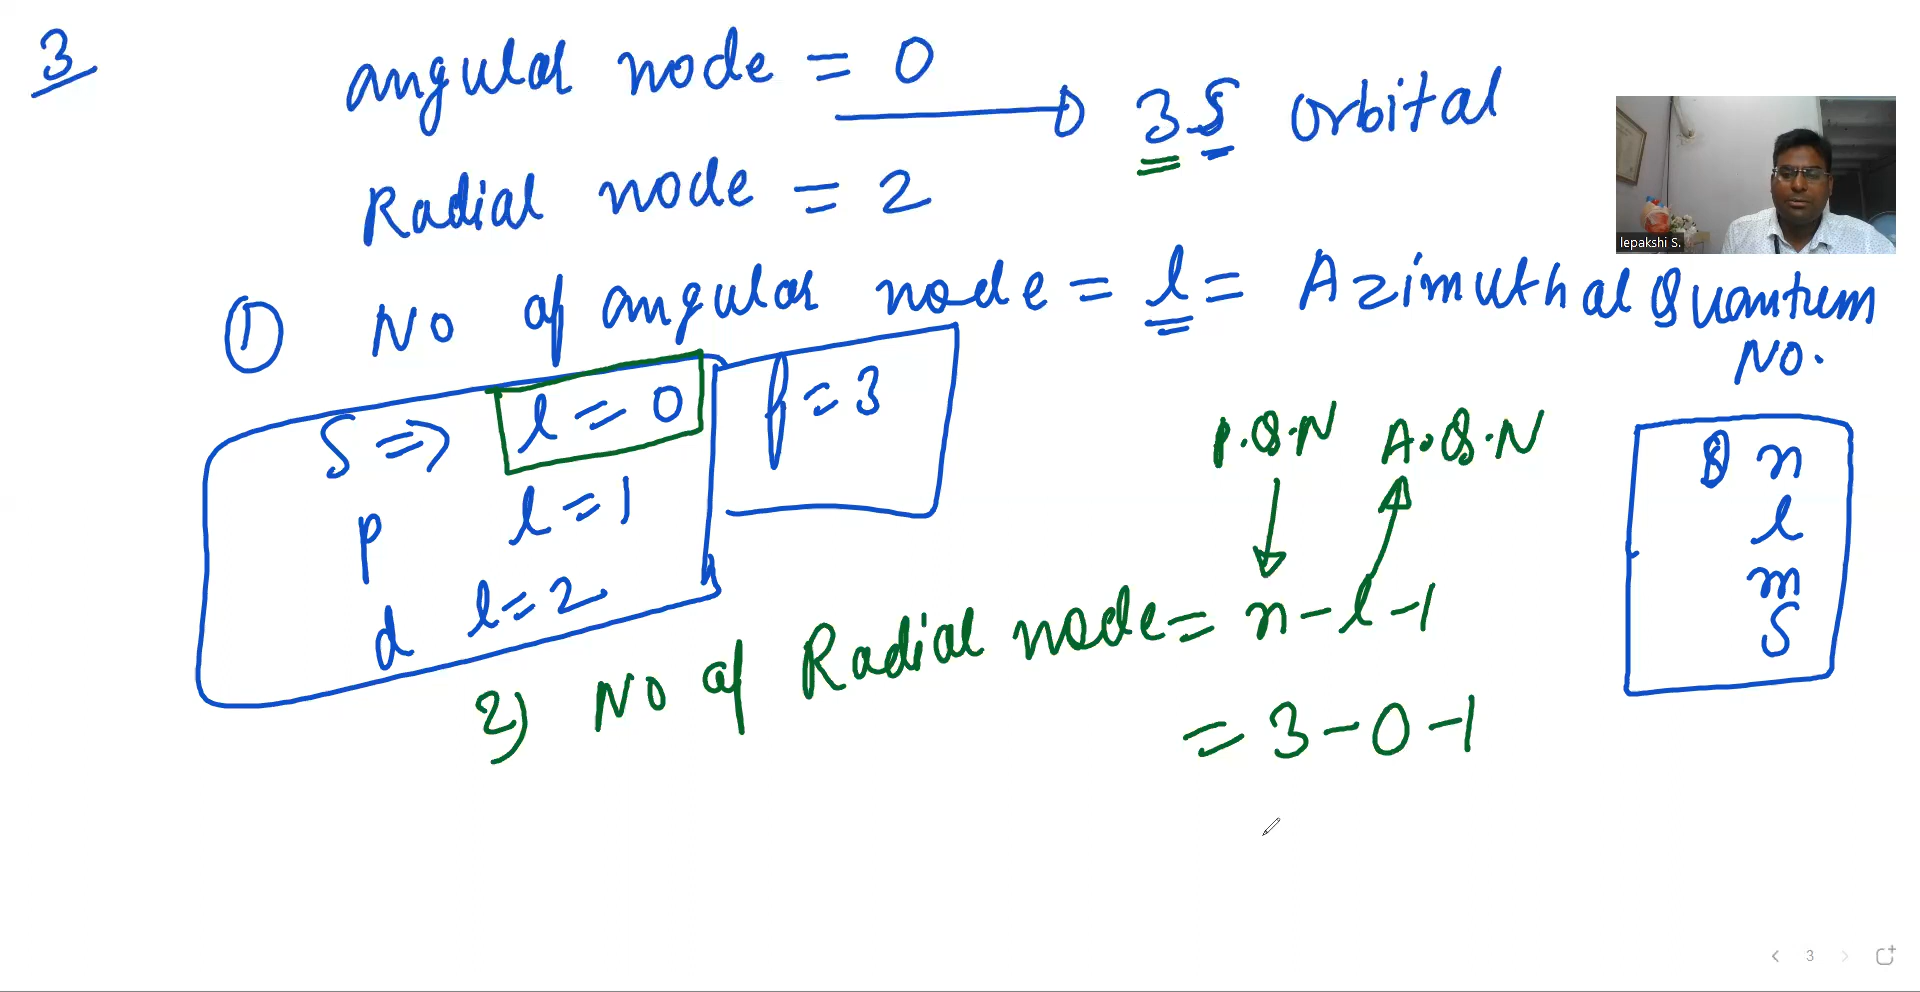 3
angular node = 0
3S orbital
Radial node = 2
lepakshi S.
① No of angular node = l = Azimuthal Quantum No.
S => l = 0
f = 3
p l = 1
d l = 2
P.Q.N A.Q.N
n
l
m
S
2) No of Radial node = n - l - 1
= 3 - 0 - 1
3